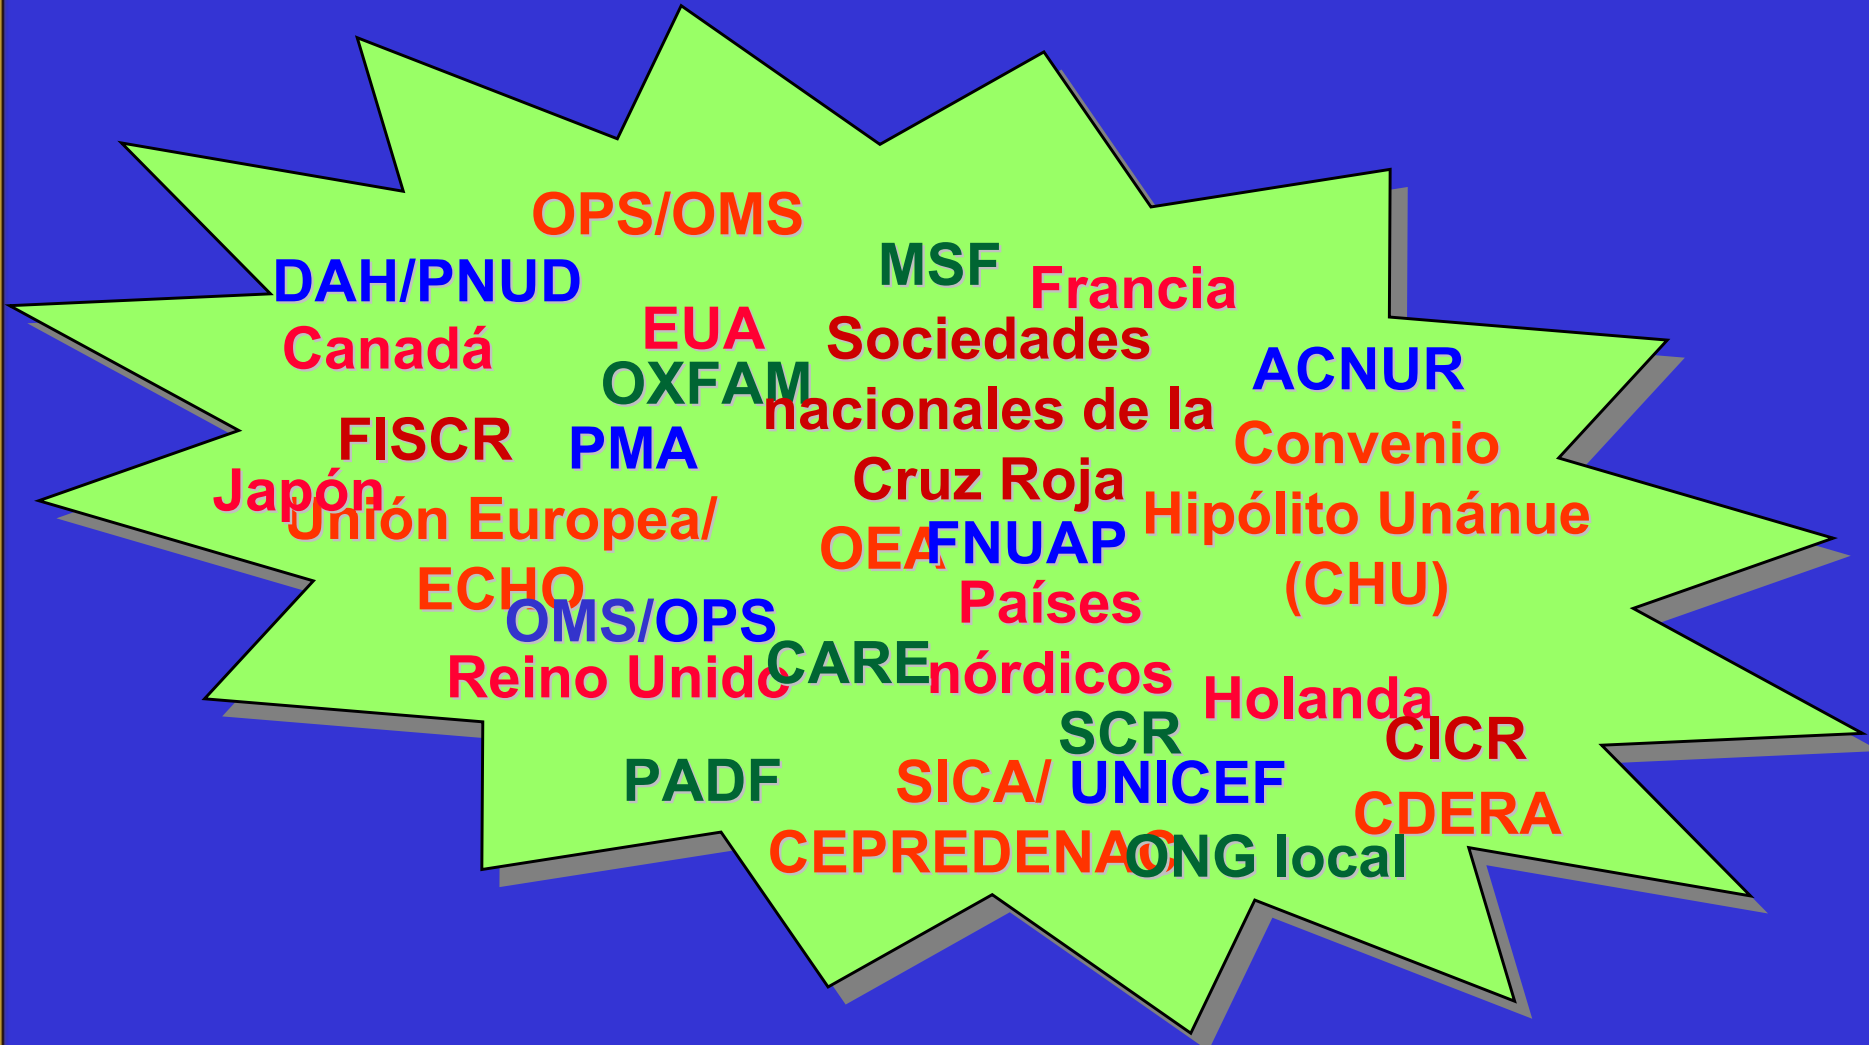 OPS/OMS
MSF
DAH/PNUD
Francia
EUA
Canadá
Sociedades
nacionales de la
Cruz Roja
OXFAM
ACNUR
FISCR
PMA
Convenio
Hipólito Unánue
(CHU)
Japón
Unión Europea/
ECHO
OEA
FNUAP
OMS/OPS
Países
nórdicos
Reino Unido
CARE
Holanda
SCR
CICR
PADF
SICA/
CEPREDENAC
UNICEF
CDERA
ONG local